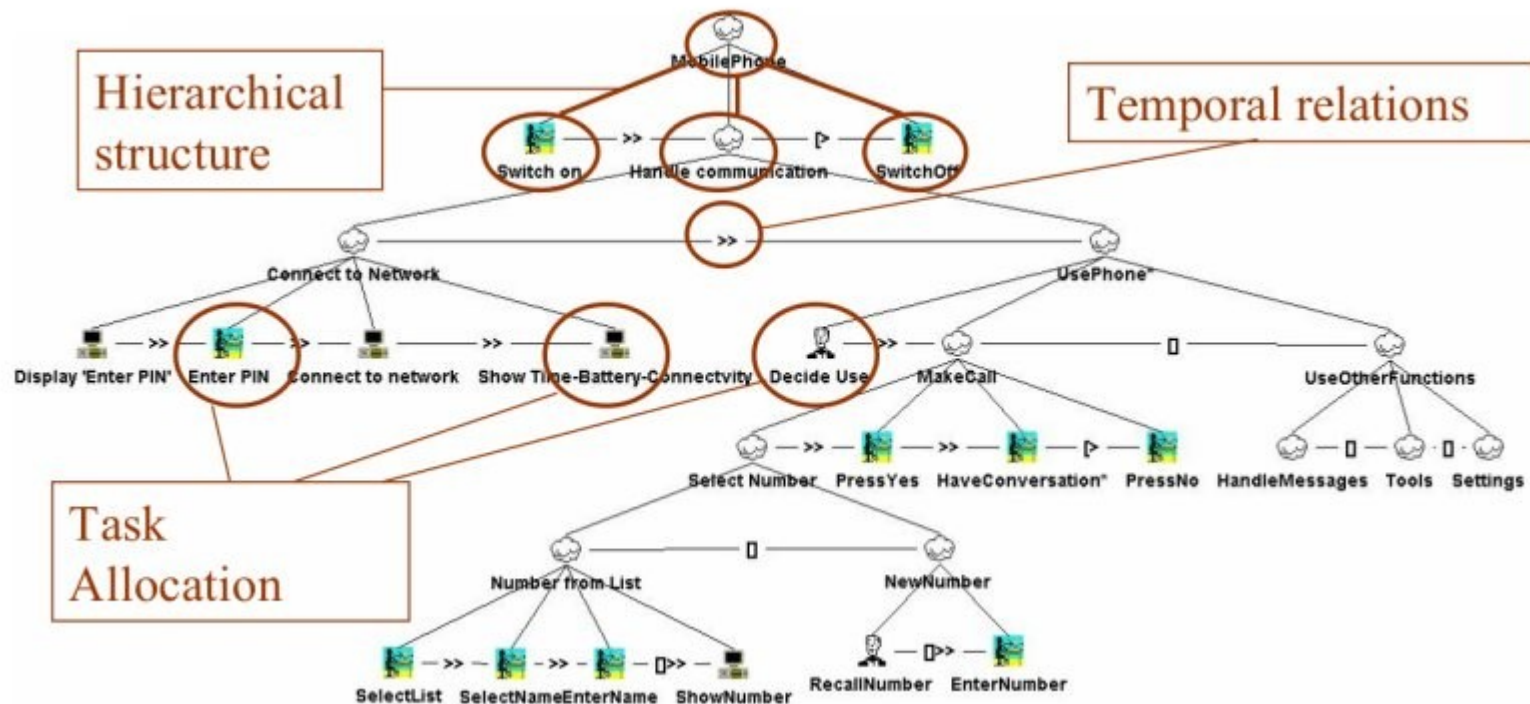 MobilePhone
Hierarchical
structure
Temporal relations
>> [>
Switch on Handle communication SwitchOff
>>
Connect to Network UsePhone*
>> >> >> >> []
Display 'Enter PIN" Enter PIN Connect to network Show Time-Battery-Connectvity Decide Use MakeCall UseOtherFunctions
>> >> [> [] []
Select Number PressYes HaveConversation* PressNo HandleMessages Tools Settings
Task
Allocation
[]
Number from List NewNumber
>> >> []>> []>>
SelectList SelectName EnterName ShowNumber RecallNumber EnterNumber